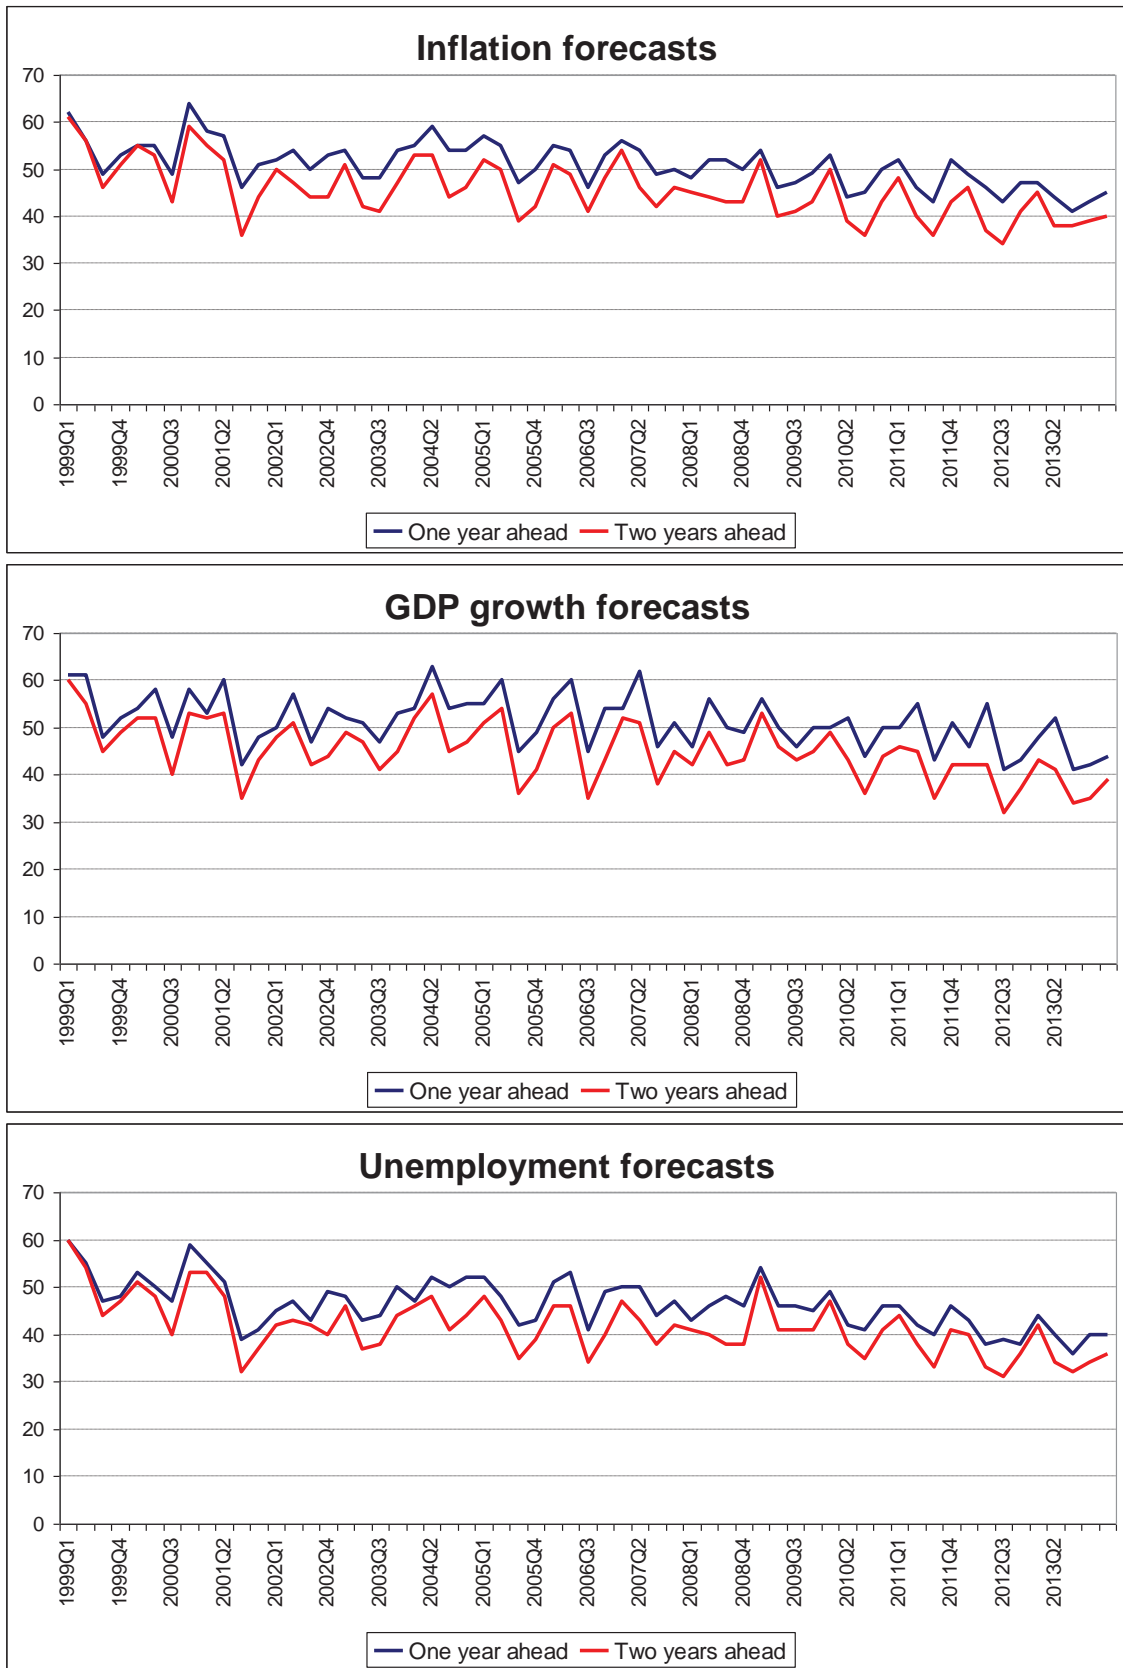 Inflation forecasts
70
60
50
40
30
20
10
0
1999Q1 1999Q4 2000Q3 2001Q2 2002Q1 2002Q4 2003Q3 2004Q2 2005Q1 2005Q4 2006Q3 2007Q2 2008Q1 2008Q4 2009Q3 2010Q2 2011Q1 2011Q4 2012Q3 2013Q2
One year ahead Two years ahead
GDP growth forecasts
70
60
50
40
30
20
10
0
1999Q1 1999Q4 2000Q3 2001Q2 2002Q1 2002Q4 2003Q3 2004Q2 2005Q1 2005Q4 2006Q3 2007Q2 2008Q1 2008Q4 2009Q3 2010Q2 2011Q1 2011Q4 2012Q3 2013Q2
One year ahead Two years ahead
Unemployment forecasts
70
60
50
40
30
20
10
0
1999Q1 1999Q4 2000Q3 2001Q2 2002Q1 2002Q4 2003Q3 2004Q2 2005Q1 2005Q4 2006Q3 2007Q2 2008Q1 2008Q4 2009Q3 2010Q2 2011Q1 2011Q4 2012Q3 2013Q2
One year ahead Two years ahead